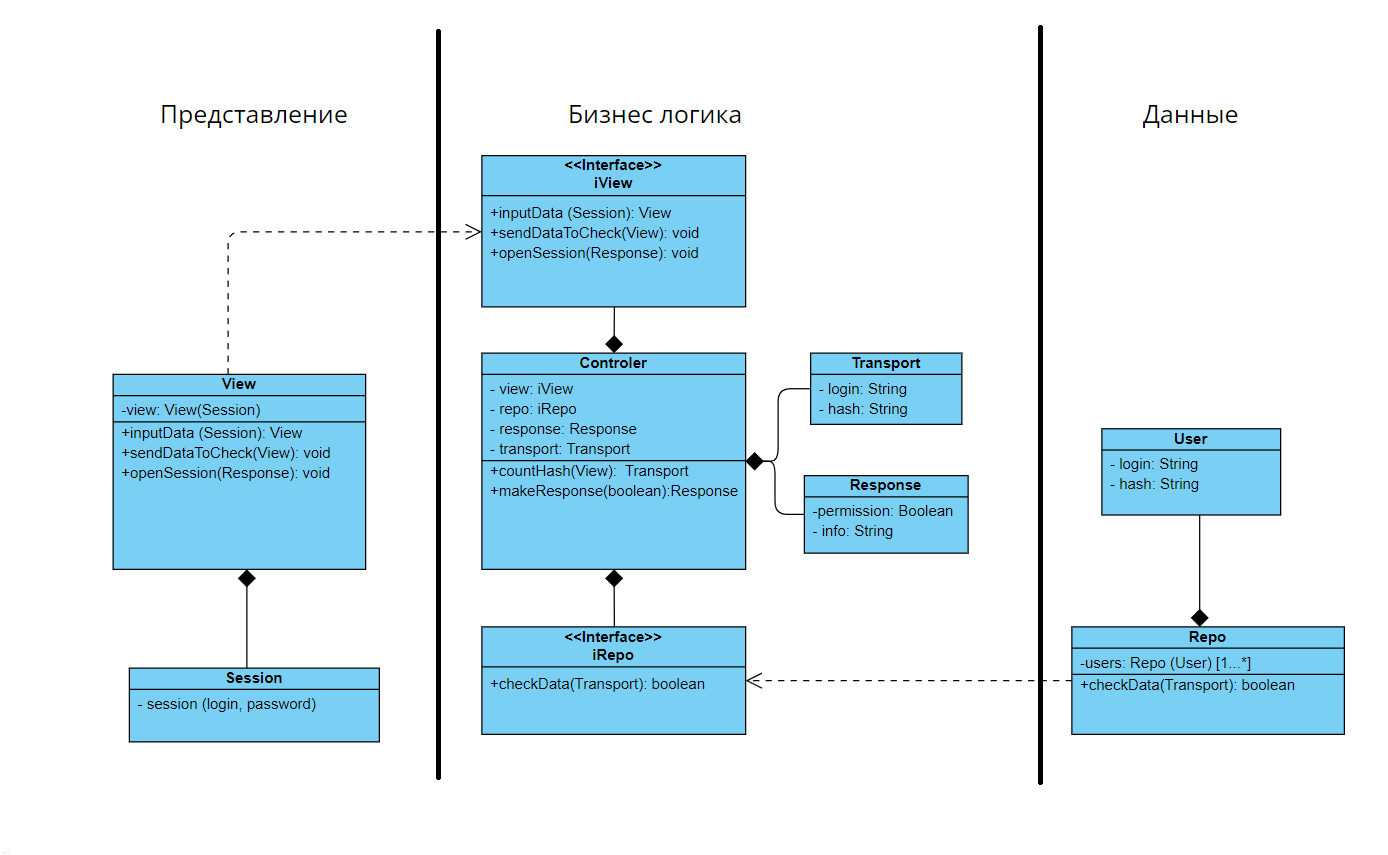 Представление
Бизнес логика
Данные
<<Interface>>
iView
+inputData (Session): View
+sendDataToCheck(View): void
+openSession(Response): void
View
-view: View(Session)
+inputData (Session): View
+sendDataToCheck(View): void
+openSession(Response): void
Session
- session (login, password)
Controler
- view: iView
- repo: iRepo
- response: Response
- transport: Transport
+countHash(View): Transport
+makeResponse(boolean):Response
Transport
- login: String
- hash: String
Response
-permission: Boolean
- info: String
<<Interface>>
iRepo
+checkData(Transport): boolean
User
- login: String
- hash: String
Repo
-users: Repo (User) [1...*]
+checkData(Transport): boolean